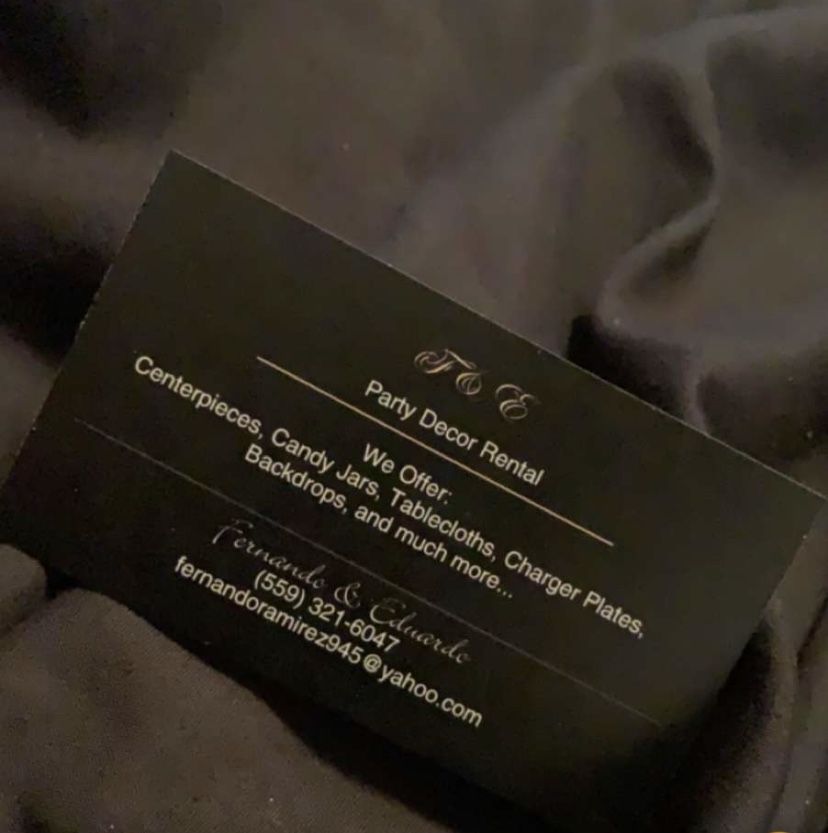 F & E
Party Decor Rental
We Offer:
Centerpieces, Candy Jars, Tablecloths, Charger Plates,
Backdrops, and much more...
Fernando & Eduardo
(559) 321-6047
fernandoramirez945@yahoo.com